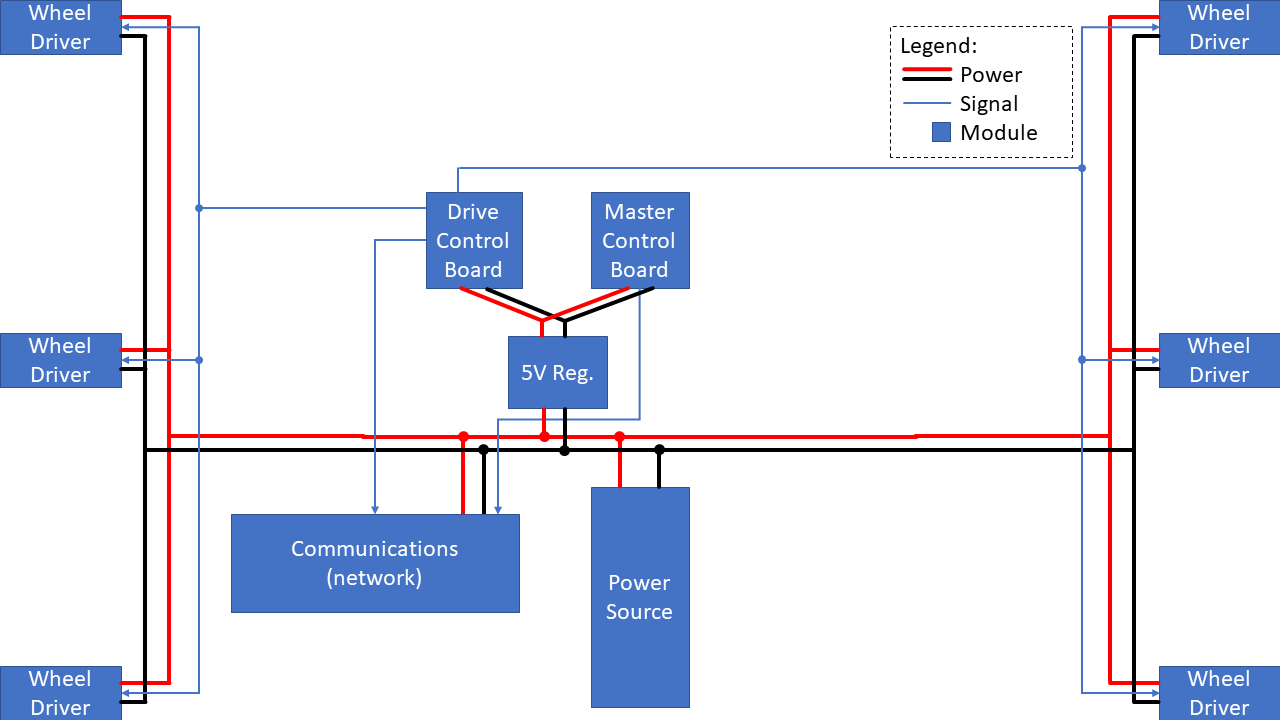 Wheel
Driver
Wheel
Driver
Legend:
Power
Signal
Module
Drive
Control
Board
Master
Control
Board
Wheel
Driver
5V Reg.
Wheel
Driver
Communications
(network)
Power
Source
Wheel
Driver
Wheel
Driver